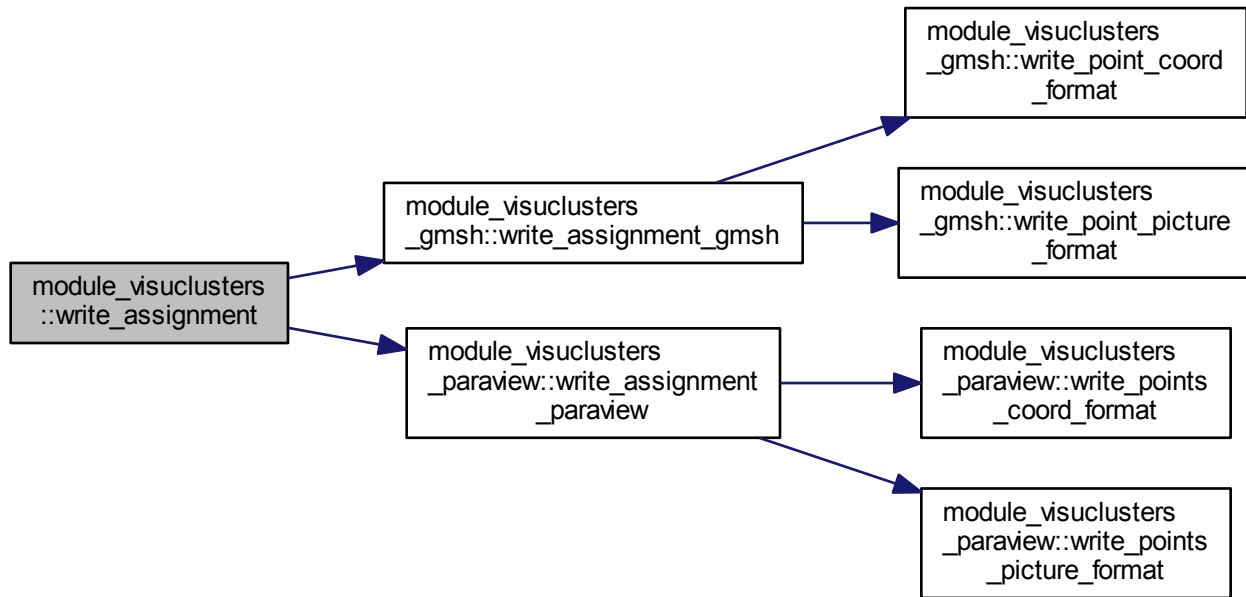 module_visuclusters
_gmsh::write_point_coord
_format
module_visuclusters
_gmsh::write_point_picture
_format
module_visuclusters
_gmsh::write_assignment_gmsh
module_visuclusters
::write_assignment
module_visuclusters
_paraview::write_assignment
_paraview
module_visuclusters
_paraview::write_points
_coord_format
module_visuclusters
_paraview::write_points
_picture_format